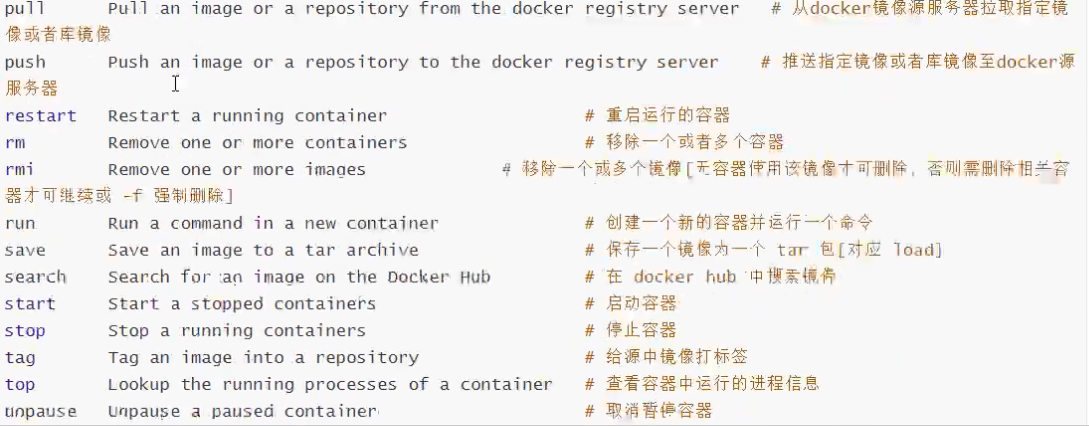 pull Pull an image or a repository from the docker registry server # 从docker镜像源服务器拉取指定镜
像或者库镜像
push Push an image or a repository to the docker registry server # 推送指定镜像或者库镜像至docker源
服务器
restart Restart a running container # 重启运行的容器
rm Remove one or more containers # 移除一个或者多个容器
rmi Remove one or more images # 移除一个或多个镜像[无容器使用该镜像才可删除，否则需删除相关容
器才可继续或 -f 强制删除]
run Run a command in a new container # 创建一个新的容器并运行一个命令
save Save an image to a tar archive # 保存一个镜像为一个 tar 包[对应 load]
search Search for an image on the Docker Hub # 在 docker hub 中搜索镜像
start Start a stopped containers # 启动容器
stop Stop a running containers # 停止容器
tag Tag an image into a repository # 给源中镜像打标签
top Lookup the running processes of a container # 查看容器中运行的进程信息
unpause Unpause a paused container # 取消暂停容器